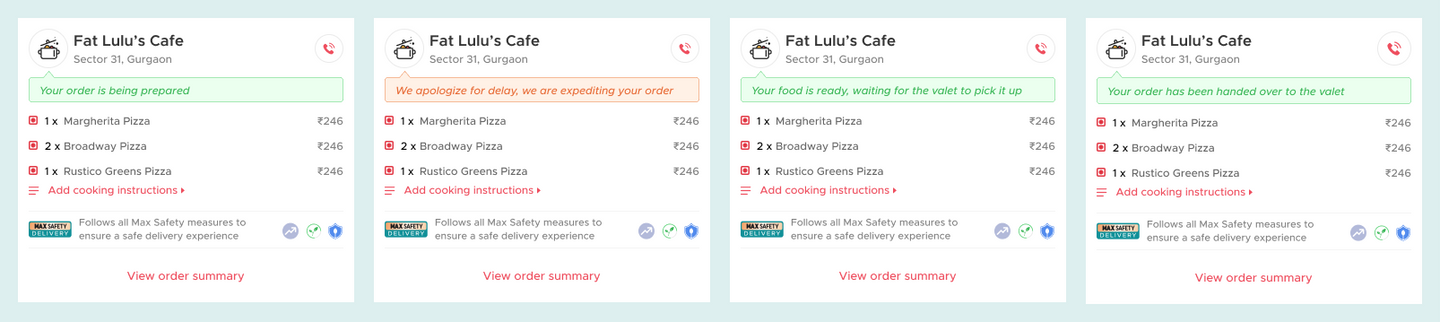 Fat Lulu’s Cafe
Sector 31, Gurgaon
Your order is being prepared
1 x Margherita Pizza ₹246
2 x Broadway Pizza ₹246
1 x Rustico Greens Pizza ₹246
Add cooking instructions
MAX SAFETY
DELIVERY
Follows all Max Safety measures to
ensure a safe delivery experience
View order summary
Fat Lulu’s Cafe
Sector 31, Gurgaon
We apologize for delay, we are expediting your order
1 x Margherita Pizza ₹246
2 x Broadway Pizza ₹246
1 x Rustico Greens Pizza ₹246
Add cooking instructions
MAX SAFETY
DELIVERY
Follows all Max Safety measures to
ensure a safe delivery experience
View order summary
Fat Lulu’s Cafe
Sector 31, Gurgaon
Your food is ready, waiting for the valet to pick it up
1 x Margherita Pizza ₹246
2 x Broadway Pizza ₹246
1 x Rustico Greens Pizza ₹246
Add cooking instructions
MAX SAFETY
DELIVERY
Follows all Max Safety measures to
ensure a safe delivery experience
View order summary
Fat Lulu’s Cafe
Sector 31, Gurgaon
Your order has been handed over to the valet
1 x Margherita Pizza ₹246
2 x Broadway Pizza ₹246
1 x Rustico Greens Pizza ₹246
Add cooking instructions
MAX SAFETY
DELIVERY
Follows all Max Safety measures to
ensure a safe delivery experience
View order summary